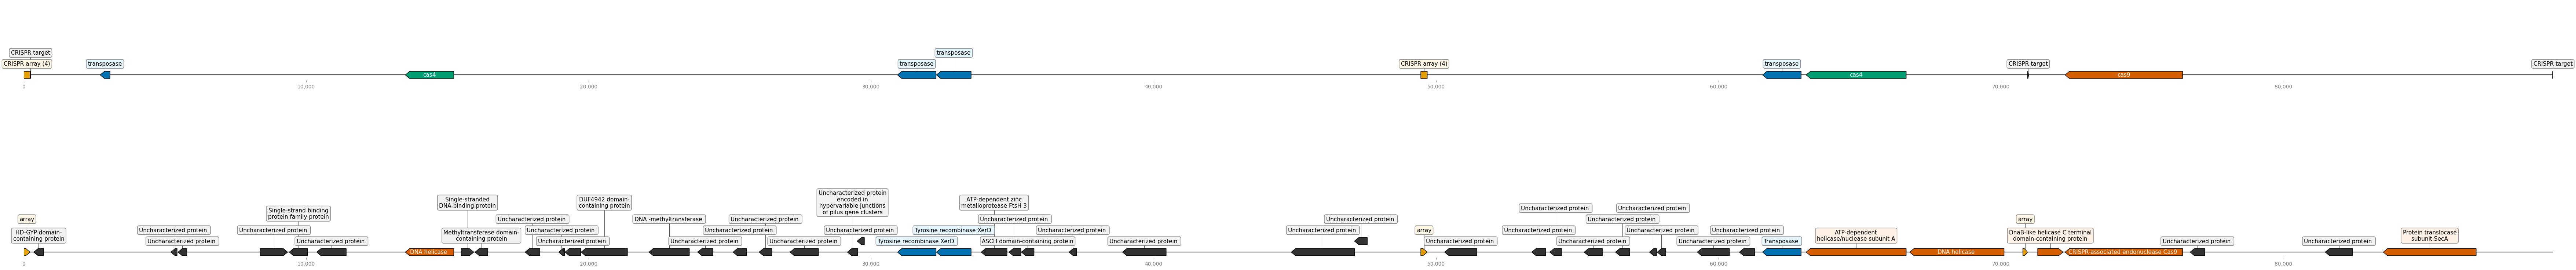 transposase
CRISPR target
CRISPR array (4)
transposase
transposase
CRISPR array (4)
transposase
CRISPR target
CRISPR target
cas4
cas4
cas9
0
10,000
20,000
30,000
40,000
50,000
60,000
70,000
80,000
Uncharacterized protein
encoded in
hypervariable junctions
of pilus gene clusters
Single-stranded
DNA-binding protein
DUF4942 domain-
containing protein
ATP-dependent zinc
metalloprotease FtsH 3
Single-strand binding
protein family protein
Uncharacterized protein
Uncharacterized protein
array
Uncharacterized protein
DNA -methyltransferase
Uncharacterized protein
Uncharacterized protein
Uncharacterized protein
Uncharacterized protein
array
HD-GYP domain-
containing protein
Uncharacterized protein
Uncharacterized protein
Methyltransferase domain-
containing protein
Uncharacterized protein
Uncharacterized protein
Uncharacterized protein
Tyrosine recombinase XerD
Uncharacterized protein
Uncharacterized protein
array
Uncharacterized protein
Uncharacterized protein
Uncharacterized protein
ATP-dependent
helicase/nuclease subunit A
DnaB-like helicase C terminal
domain-containing protein
Protein translocase
subunit SecA
Uncharacterized protein
Uncharacterized protein
Uncharacterized protein
Uncharacterized protein
Uncharacterized protein
Tyrosine recombinase XerD
ASCH domain-containing protein
Uncharacterized protein
Uncharacterized protein
Uncharacterized protein
Uncharacterized protein
Transposase
Uncharacterized protein
Uncharacterized protein
DNA helicase
DNA helicase
CRISPR-associated endonuclease Cas9
0
10,000
20,000
30,000
40,000
50,000
60,000
70,000
80,000